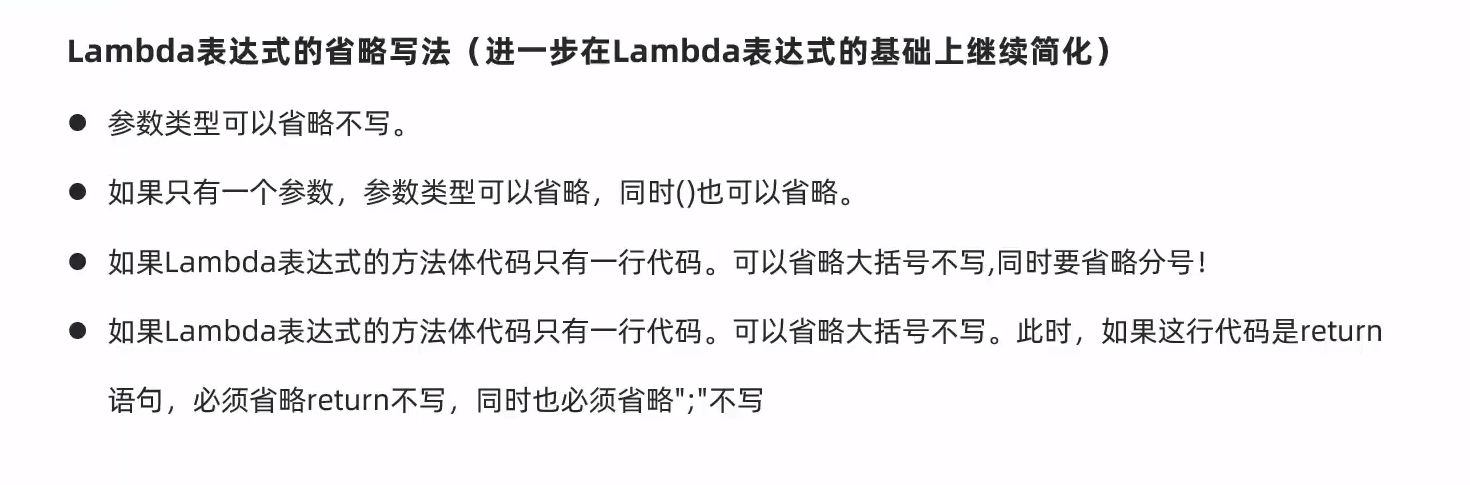 Lambda表达式的省略写法（进一步在Lambda表达式的基础上继续简化）
● 参数类型可以省略不写。
● 如果只有一个参数，参数类型可以省略，同时()也可以省略。
● 如果Lambda表达式的方法体代码只有一行代码。可以省略大括号不写,同时要省略分号！
● 如果Lambda表达式的方法体代码只有一行代码。可以省略大括号不写。此时，如果这行代码是return
语句，必须省略return不写，同时也必须省略";"不写